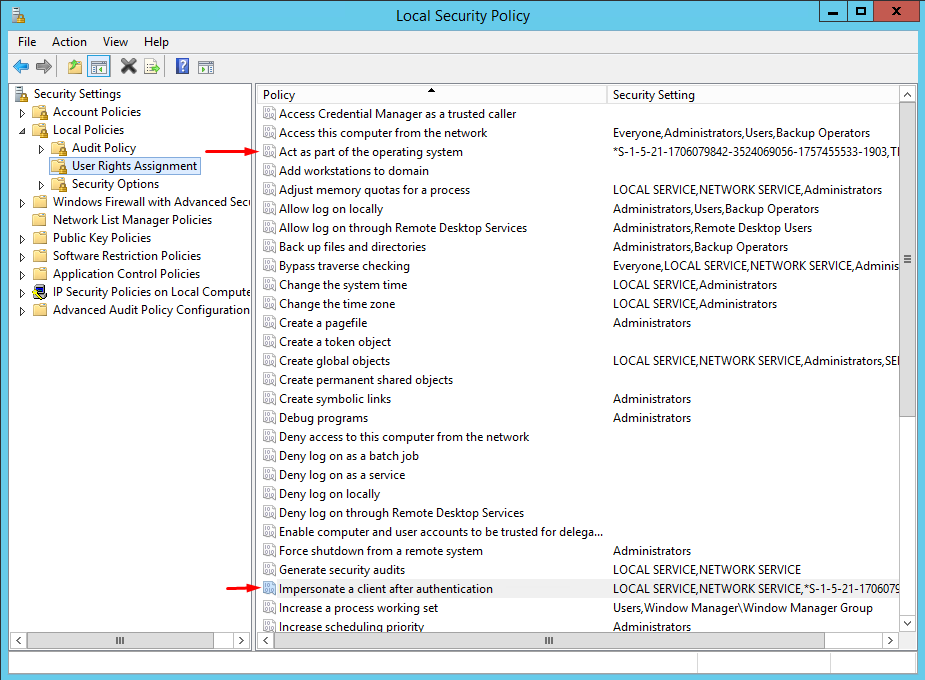 Local Security Policy
File Action View Help
Security Settings
Account Policies
Local Policies
Audit Policy
User Rights Assignment
Security Options
Windows Firewall with Advanced Secu
Network List Manager Policies
Public Key Policies
Software Restriction Policies
Application Control Policies
IP Security Policies on Local Compute
Advanced Audit Policy Configuration
Policy Security Setting
Access Credential Manager as a trusted caller
Access this computer from the network Everyone,Administrators,Users,Backup Operators
Act as part of the operating system *S-1-5-21-1706079842-3524069056-1757455533-1903,TI
Add workstations to domain
Adjust memory quotas for a process LOCAL SERVICE,NETWORK SERVICE,Administrators
Allow log on locally Administrators,Users,Backup Operators
Allow log on through Remote Desktop Services Administrators,Remote Desktop Users
Back up files and directories Administrators,Backup Operators
Bypass traverse checking Everyone,LOCAL SERVICE,NETWORK SERVICE,Adminis
Change the system time LOCAL SERVICE,Administrators
Change the time zone LOCAL SERVICE,Administrators
Create a pagefile Administrators
Create a token object
Create global objects LOCAL SERVICE,NETWORK SERVICE,Administrators,SE
Create permanent shared objects
Create symbolic links Administrators
Debug programs Administrators
Deny access to this computer from the network
Deny log on as a batch job
Deny log on as a service
Deny log on locally
Deny log on through Remote Desktop Services
Enable computer and user accounts to be trusted for delega...
Force shutdown from a remote system Administrators
Generate security audits LOCAL SERVICE,NETWORK SERVICE
Impersonate a client after authentication LOCAL SERVICE,NETWORK SERVICE,*S-1-5-21-1706079
Increase a process working set Users,Window Manager\Window Manager Group
Increase scheduling priority Administrators